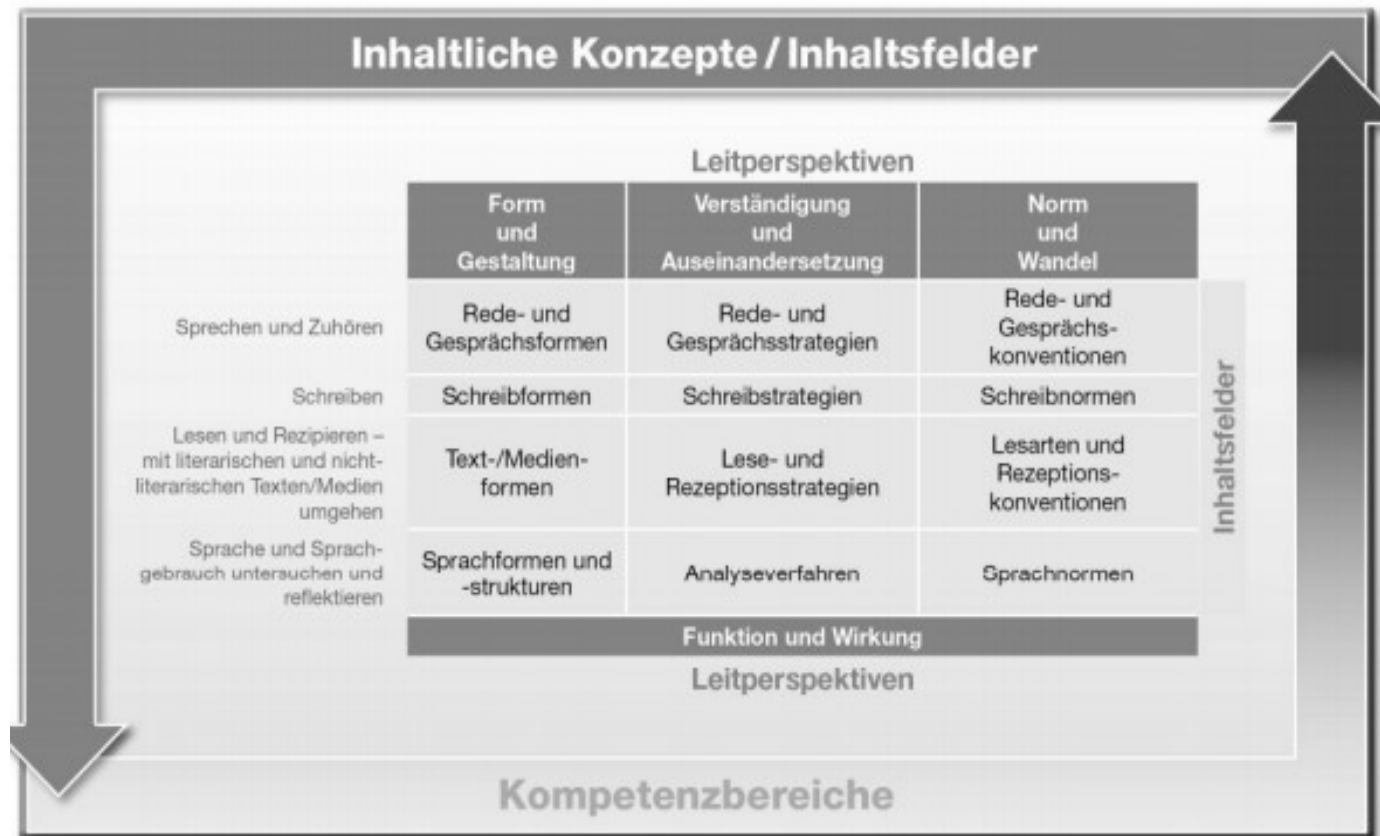 Inhaltliche Konzepte / Inhaltsfelder
Leitperspektiven
Form
und
Gestaltung
Verständigung
und
Auseinandersetzung
Norm
und
Wandel
Sprechen und Zuhören
Rede- und
Gesprächsformen
Rede- und
Gesprächsstrategien
Rede- und
Gesprächs-
konventionen
Schreiben
Schreibformen
Schreibstrategien
Schreibnormen
Lesen und Rezipieren –
mit literarischen und nicht-
literarischen Texten/Medien
umgehen
Text-/Medien-
formen
Lese- und
Rezeptionsstrategien
Lesarten und
Rezeptions-
konventionen
Sprache und Sprach-
gebrauch untersuchen und
reflektieren
Sprachformen und
-strukturen
Analyseverfahren
Sprachnormen
Inhaltsfelder
Funktion und Wirkung
Leitperspektiven
Kompetenzbereiche